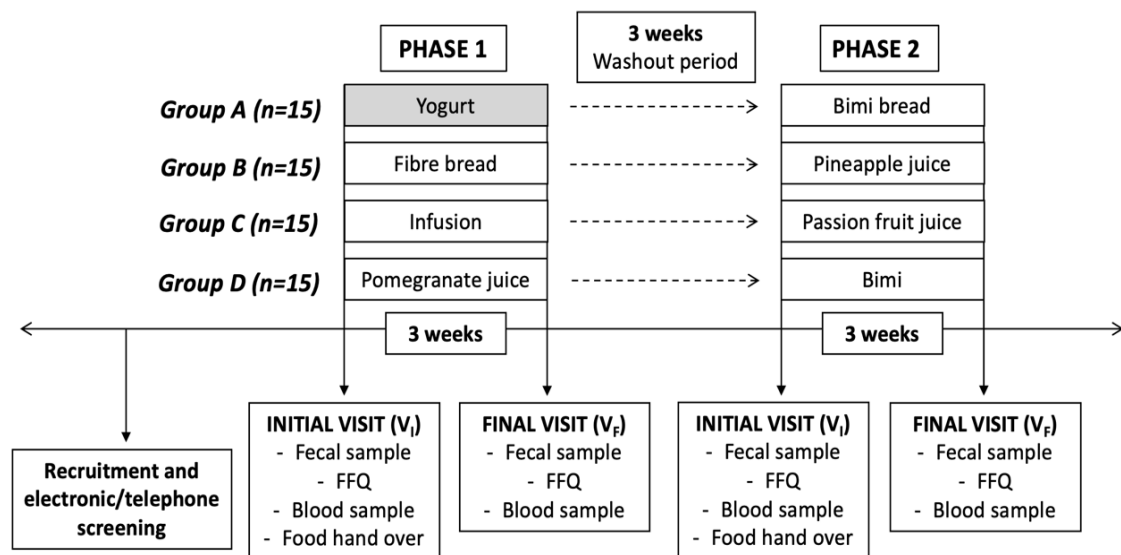 PHASE 1
3 weeks
Washout period
PHASE 2
Group A (n=15)
Yogurt
Bimi bread
Group B (n=15)
Fibre bread
Pineapple juice
Group C (n=15)
Infusion
Passion fruit juice
Group D (n=15)
Pomegranate juice
Bimi
3 weeks
3 weeks
Recruitment and
electronic/telephone
screening
INITIAL VISIT (VI)
- Fecal sample
- FFQ
- Blood sample
- Food hand over
FINAL VISIT (VF)
- Fecal sample
- FFQ
- Blood sample
INITIAL VISIT (VI)
- Fecal sample
- FFQ
- Blood sample
- Food hand over
FINAL VISIT (VF)
- Fecal sample
- FFQ
- Blood sample